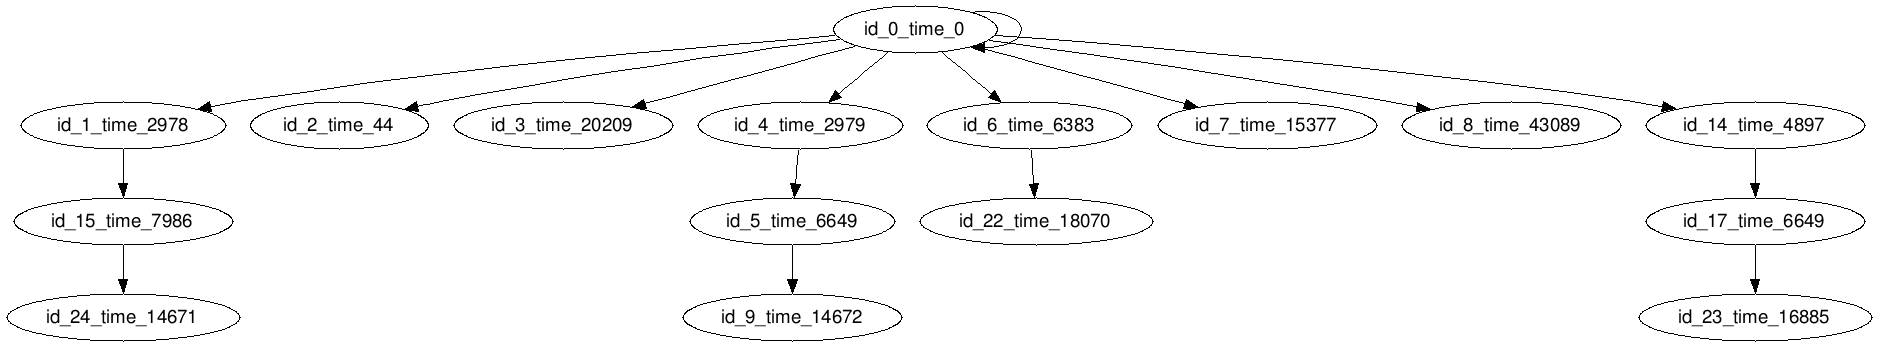 id_0_time_0
id_1_time_2978
id_2_time_44
id_3_time_20209
id_4_time_2979
id_6_time_6383
id_7_time_15377
id_8_time_43089
id_14_time_4897
id_15_time_7986
id_5_time_6649
id_22_time_18070
id_17_time_6649
id_24_time_14671
id_9_time_14672
id_23_time_16885